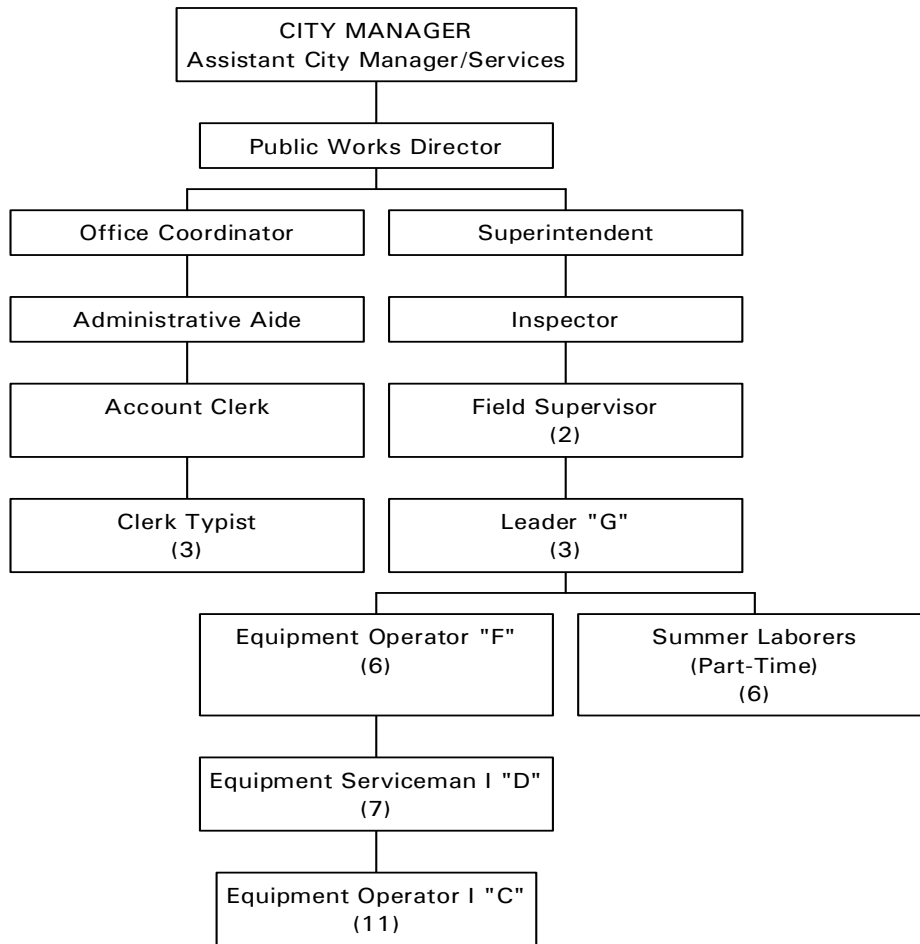 CITY MANAGER
Assistant City Manager/Services
Public Works Director
Office Coordinator
Superintendent
Administrative Aide
Inspector
Account Clerk
Field Supervisor
(2)
Clerk Typist
(3)
Leader "G"
(3)
Equipment Operator "F"
(6)
Summer Laborers
(Part-Time)
(6)
Equipment Serviceman I "D"
(7)
Equipment Operator I "C"
(11)